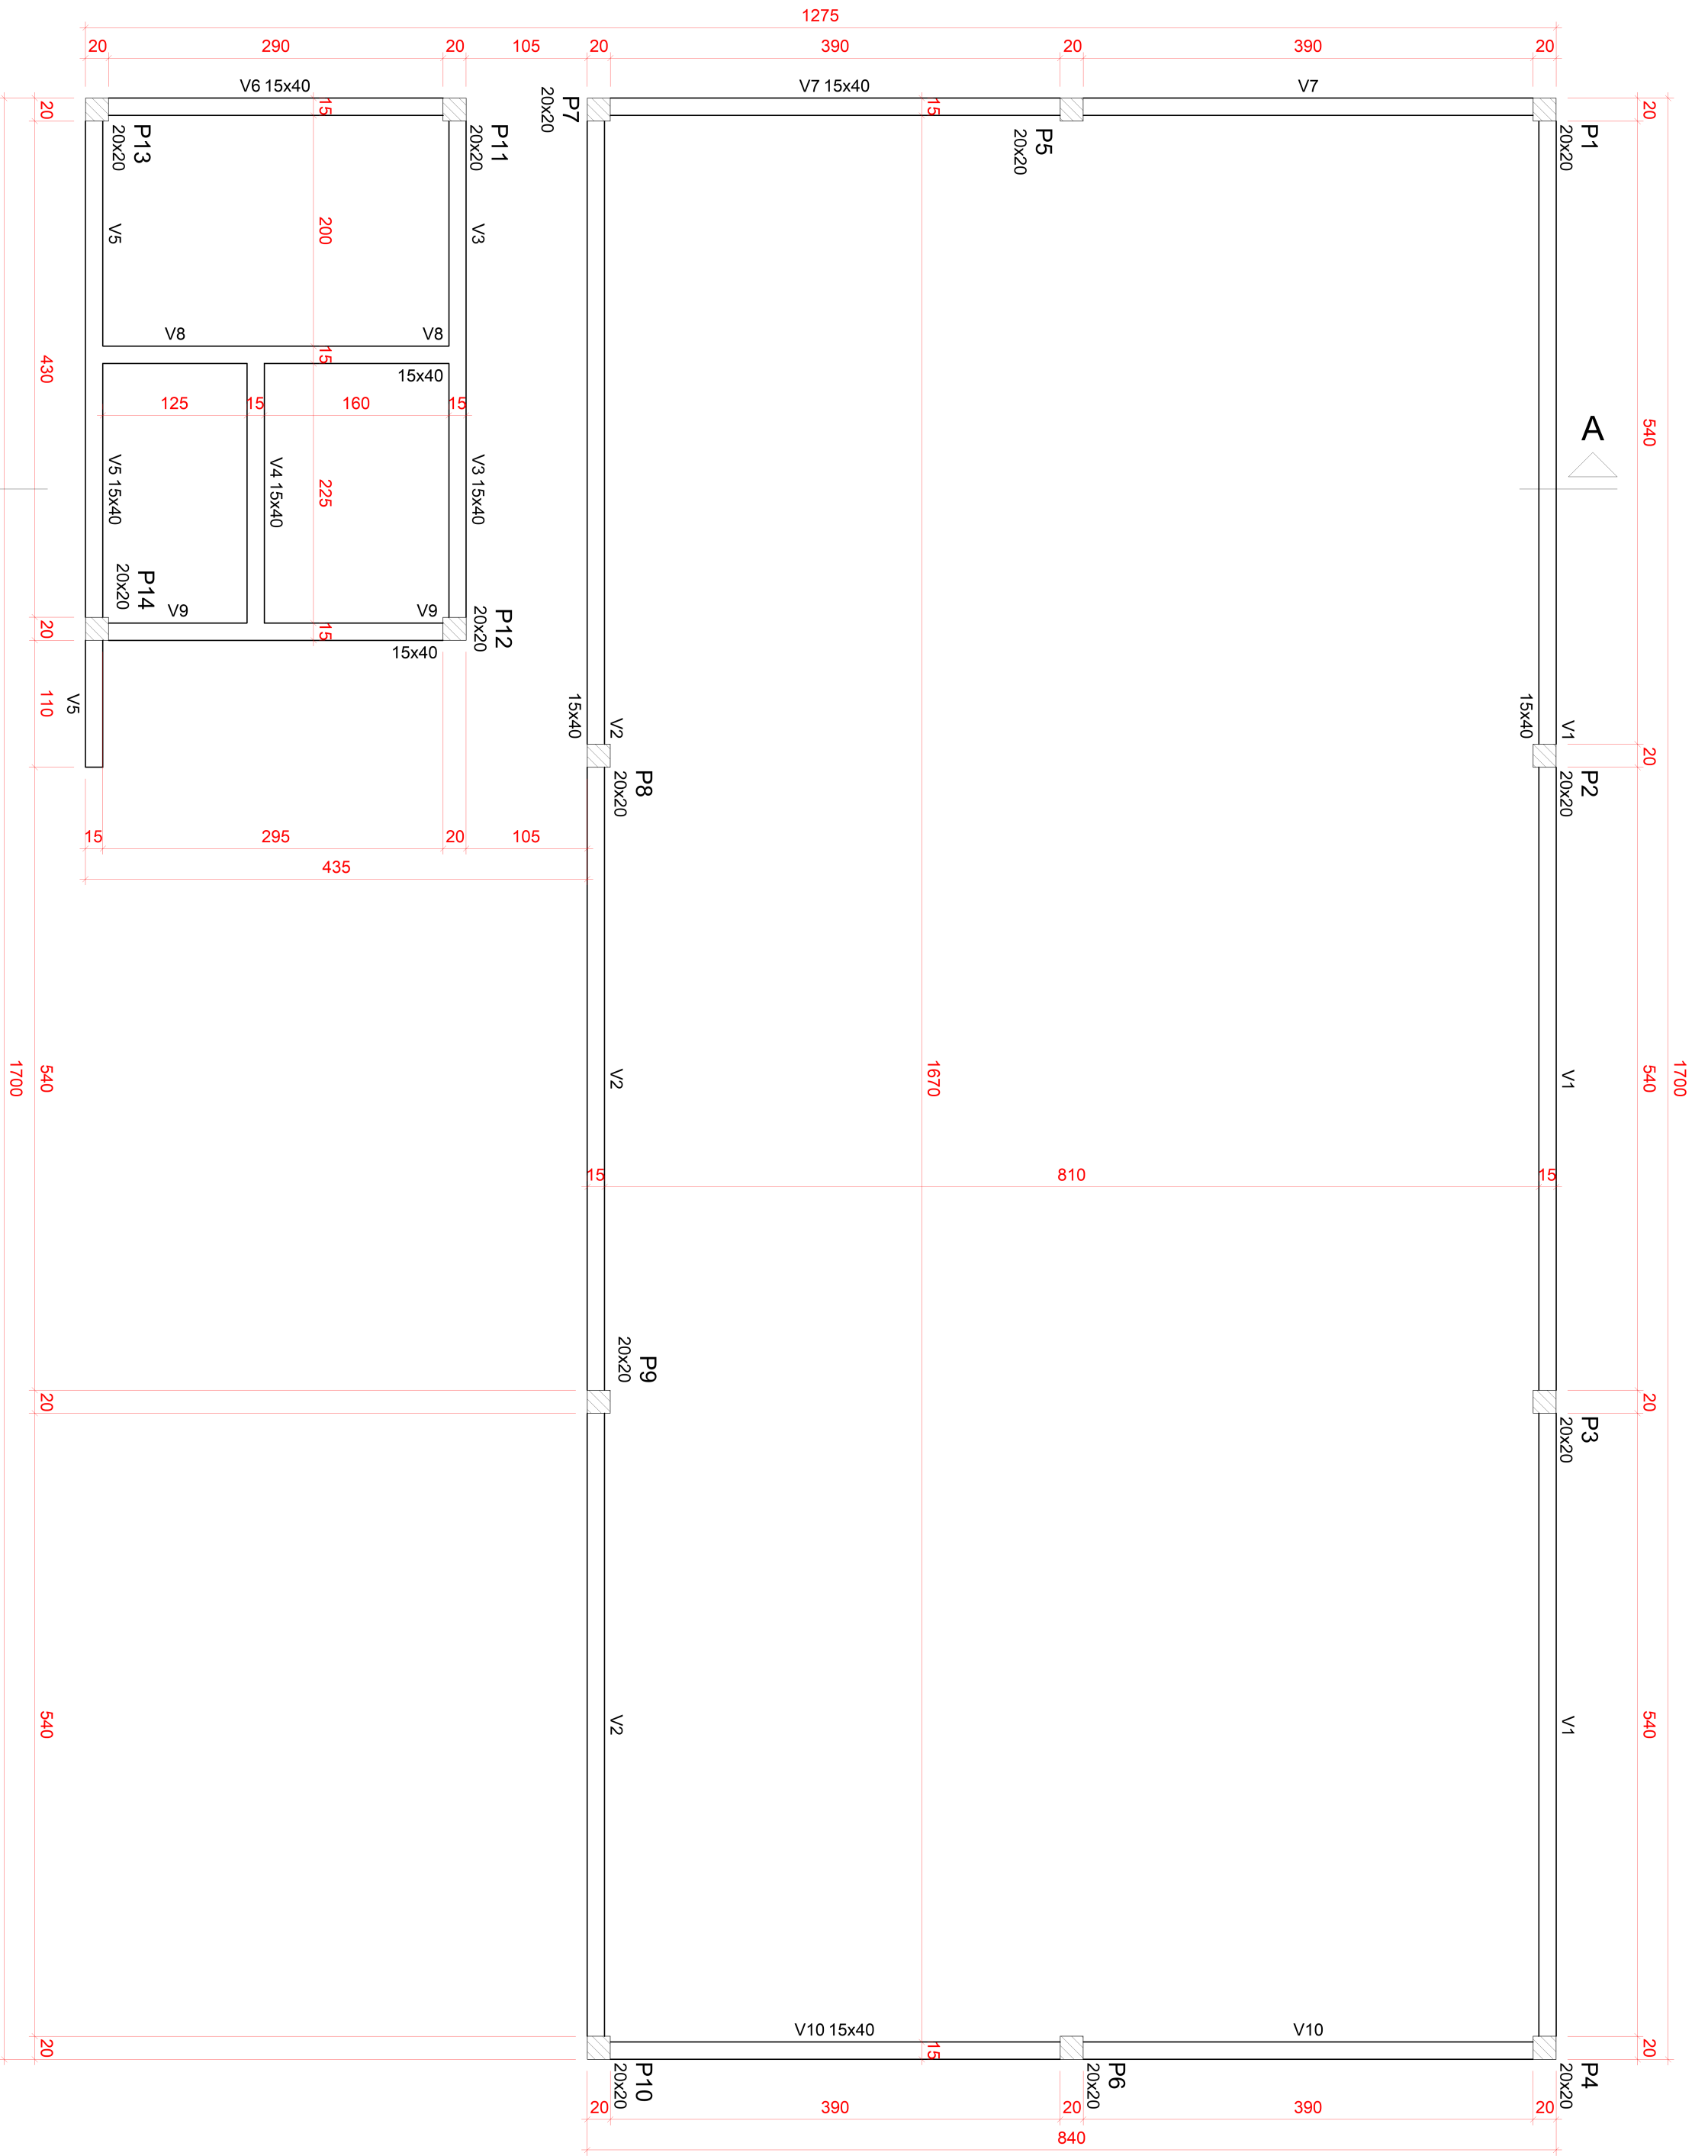 1275
20 290 20 105 20 390 20 390 20
V6 15x40
V7 15x40
V7
20
15
15
20
P13
20x20
P11
20x20
P7
20x20
P5
20x20
P1
20x20
V5
200
V3
V8
V8
15
15x40
430
125 15 160 15
540
A
V5 15x40
V4 15x40
225
V3 15x40
P14
20x20
V9
V9
20
15
15x40
P12
20x20
110
V5
15x40
V2
15x40
V1
20
P8
20x20
P2
20x20
15 295 20 105
435
1700
540
V2
1670
V1
540
1700
15 810 15
P9
20x20
20
20
P3
20x20
540
V2
V1
540
V10 15x40
V10
20
15
20
P10
20x20
P6
20x20
P4
20x20
20 390 20 390 20
840